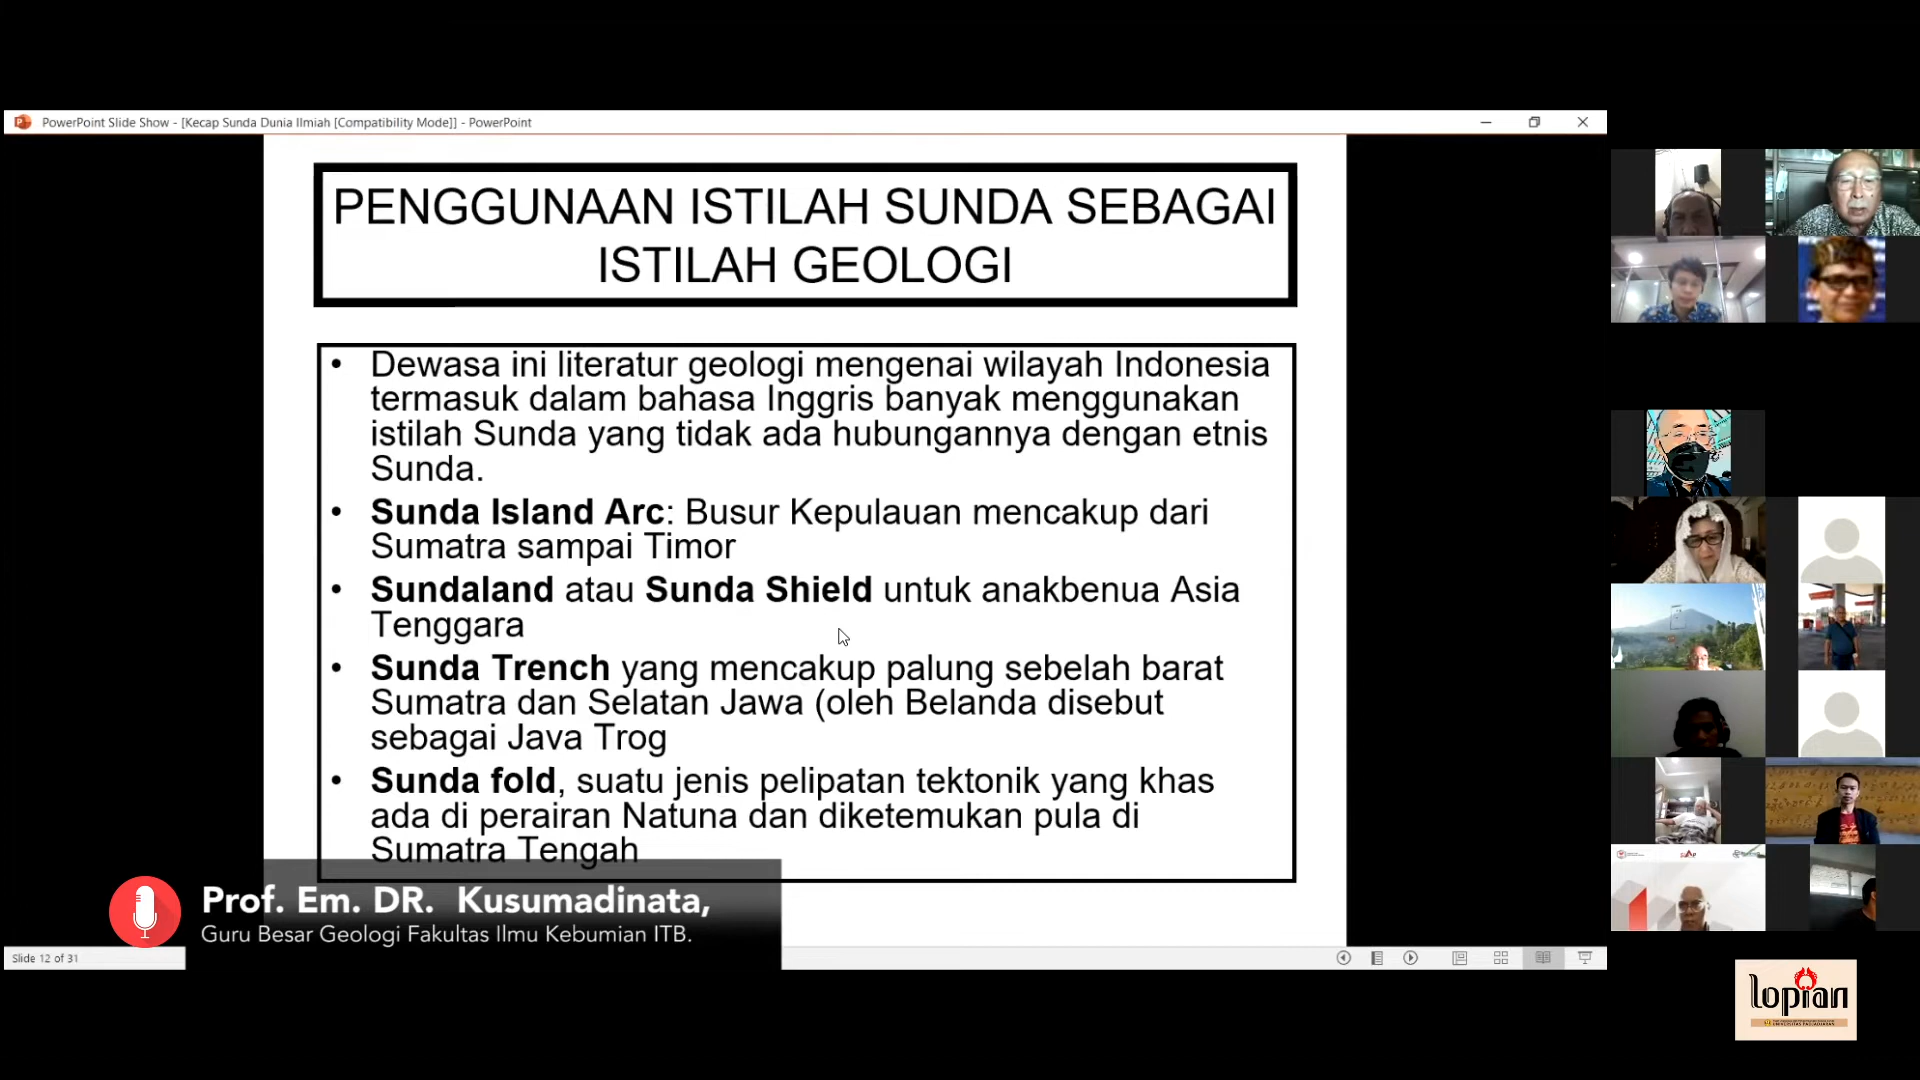 PowerPoint Slide Show - [Kecap Sunda Dunia Ilmiah [Compatibility Mode]] - PowerPoint
PENGGUNAAN ISTILAH SUNDA SEBAGAI
ISTILAH GEOLOGI
• Dewasa ini literatur geologi mengenai wilayah Indonesia
termasuk dalam bahasa Inggris banyak menggunakan
istilah Sunda yang tidak ada hubungannya dengan etnis
Sunda.
• Sunda Island Arc: Busur Kepulauan mencakup dari
Sumatra sampai Timor
• Sundaland atau Sunda Shield untuk anakbenua Asia
Tenggara
• Sunda Trench yang mencakup palung sebelah barat
Sumatra dan Selatan Jawa (oleh Belanda disebut
sebagai Java Trog
• Sunda fold, suatu jenis pelipatan tektonik yang khas
ada di perairan Natuna dan diketemukan pula di
Sumatra Tengah
Prof. Em. DR. Kusumadinata,
Guru Besar Geologi Fakultas Ilmu Kebumian ITB.
Slide 12 of 31
lopian
UNIVERSITAS PADJADJARAN